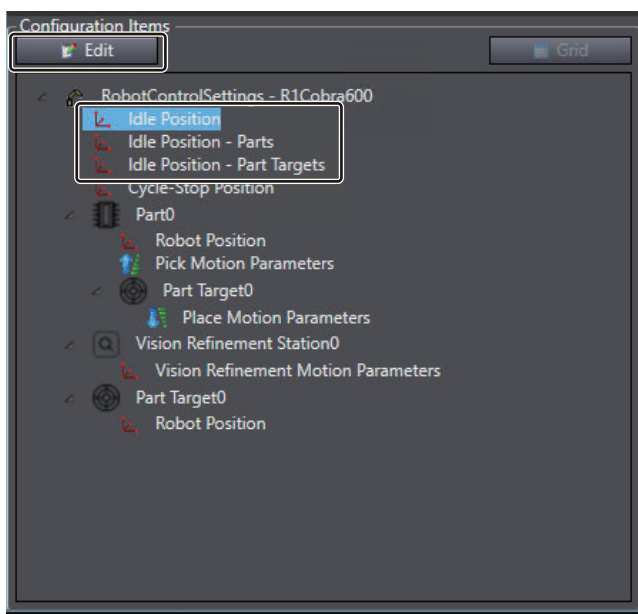 Configuration Items
Edit
Grid
RobotControlSettings - R1Cobra600
Idle Position
Idle Position - Parts
Idle Position - Part Targets
Cycle-Stop Position
Part0
Robot Position
Pick Motion Parameters
Part Target0
Place Motion Parameters
Vision Refinement Station0
Vision Refinement Motion Parameters
Part Target0
Robot Position